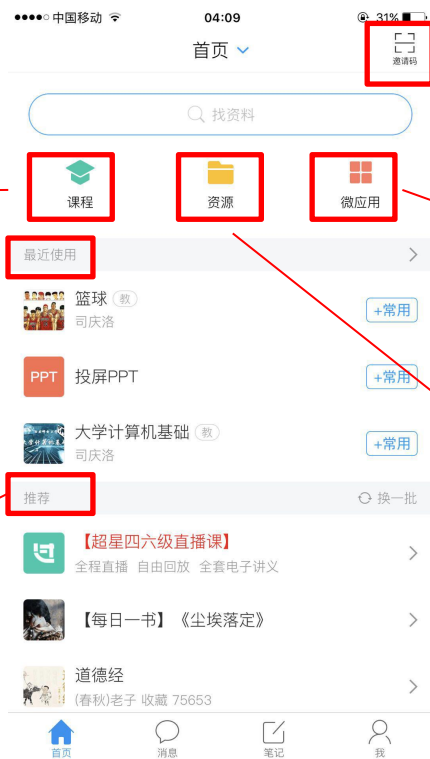 中国移动
04:09
31%
首页
邀请码
找资料
课程
资源
微应用
最近使用
篮球 教
司庆洛
+常用
PPT
投屏PPT
+常用
大学计算机基础 教
司庆洛
+常用
推荐
换一批
【超星四六级直播课】
全程直播 自由回放 全套电子讲义
【每日一书】《尘埃落定》
道德经
(春秋)老子 收藏 75653
首页
消息
笔记
我